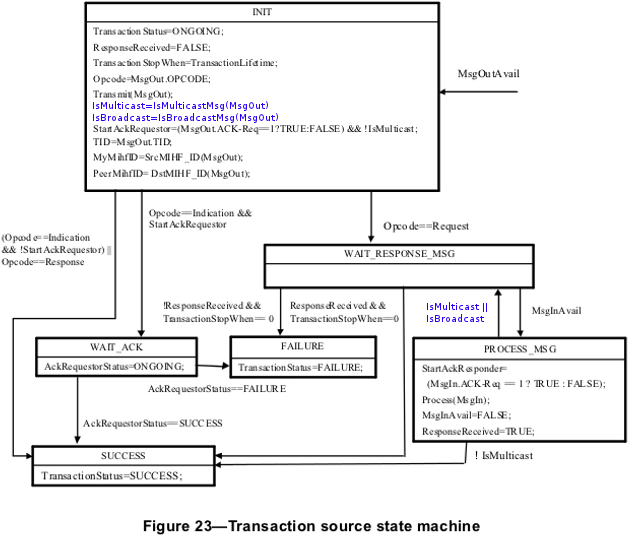 INIT
TransactionStatus=ONGOING;
ResponseReceived=FALSE;
TransactionStopWhen=TransactionLifetime;
Opcode=MsgOut.OPCODE;
Transmit(MsgOut);
IsMulticast=IsMulticastMsg(MsgOut)
IsBroadcast=IsBroadcastMsg(MsgOut)
StartAckRequestor=(MsgOut.ACK-Req==1?TRUE:FALSE) && !IsMulticast;
TID=MsgOut.TID;
MyMihfID=SrcMIHF_ID(MsgOut);
PeerMihfID= DstMIHF_ID(MsgOut);
MsgOutAvail
(Opcode==Indication
&& !StartAckRequestor) ||
Opcode==Response
Opcode==Indication &&
StartAckRequestor
Opcode==Request
WAIT_RESPONSE_MSG
!ResponseReceived &&
TransactionStopWhen== 0
ResponseReceived &&
TransactionStopWhen==0
IsMulticast ||
IsBroadcast
MsgInAvail
WAIT_ACK
AckRequestorStatus=ONGOING;
FAILURE
TransactionStatus=FAILURE;
PROCESS_MSG
StartAckResponder=
(MsgIn.ACK-Req == 1 ? TRUE : FALSE);
Process(MsgIn);
MsgInAvail=FALSE;
ResponseReceived=TRUE;
AckRequestorStatus==FAILURE
AckRequestorStatus==SUCCESS
! IsMulticast
SUCCESS
TransactionStatus=SUCCESS;
Figure 23—Transaction source state machine